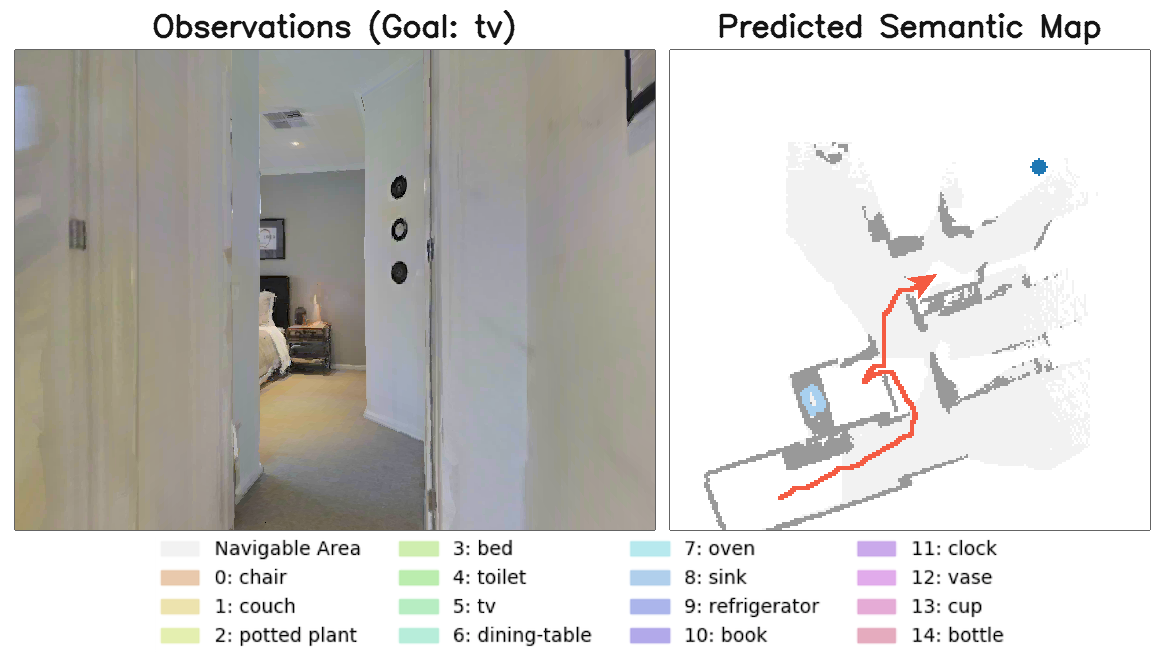 Observations (Goal: tv)
Predicted Semantic Map
Navigable Area
0: chair
1: couch
2: potted plant
3: bed
4: toilet
5: tv
6: dining-table
7: oven
8: sink
9: refrigerator
10: book
11: clock
12: vase
13: cup
14: bottle